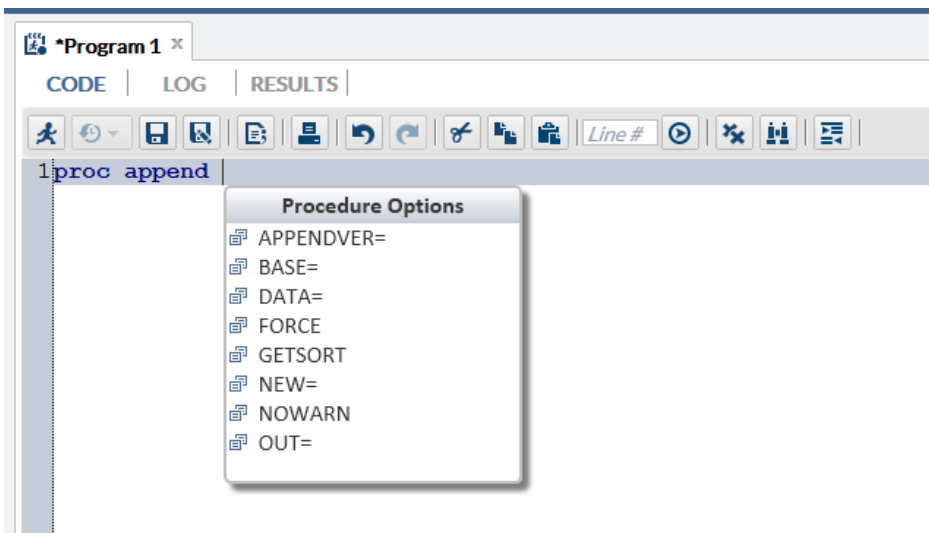 *Program 1 ×
CODE LOG RESULTS
Line #
1 proc append
Procedure Options
APPENDVER=
BASE=
DATA=
FORCE
GETSORT
NEW=
NOWARN
OUT=